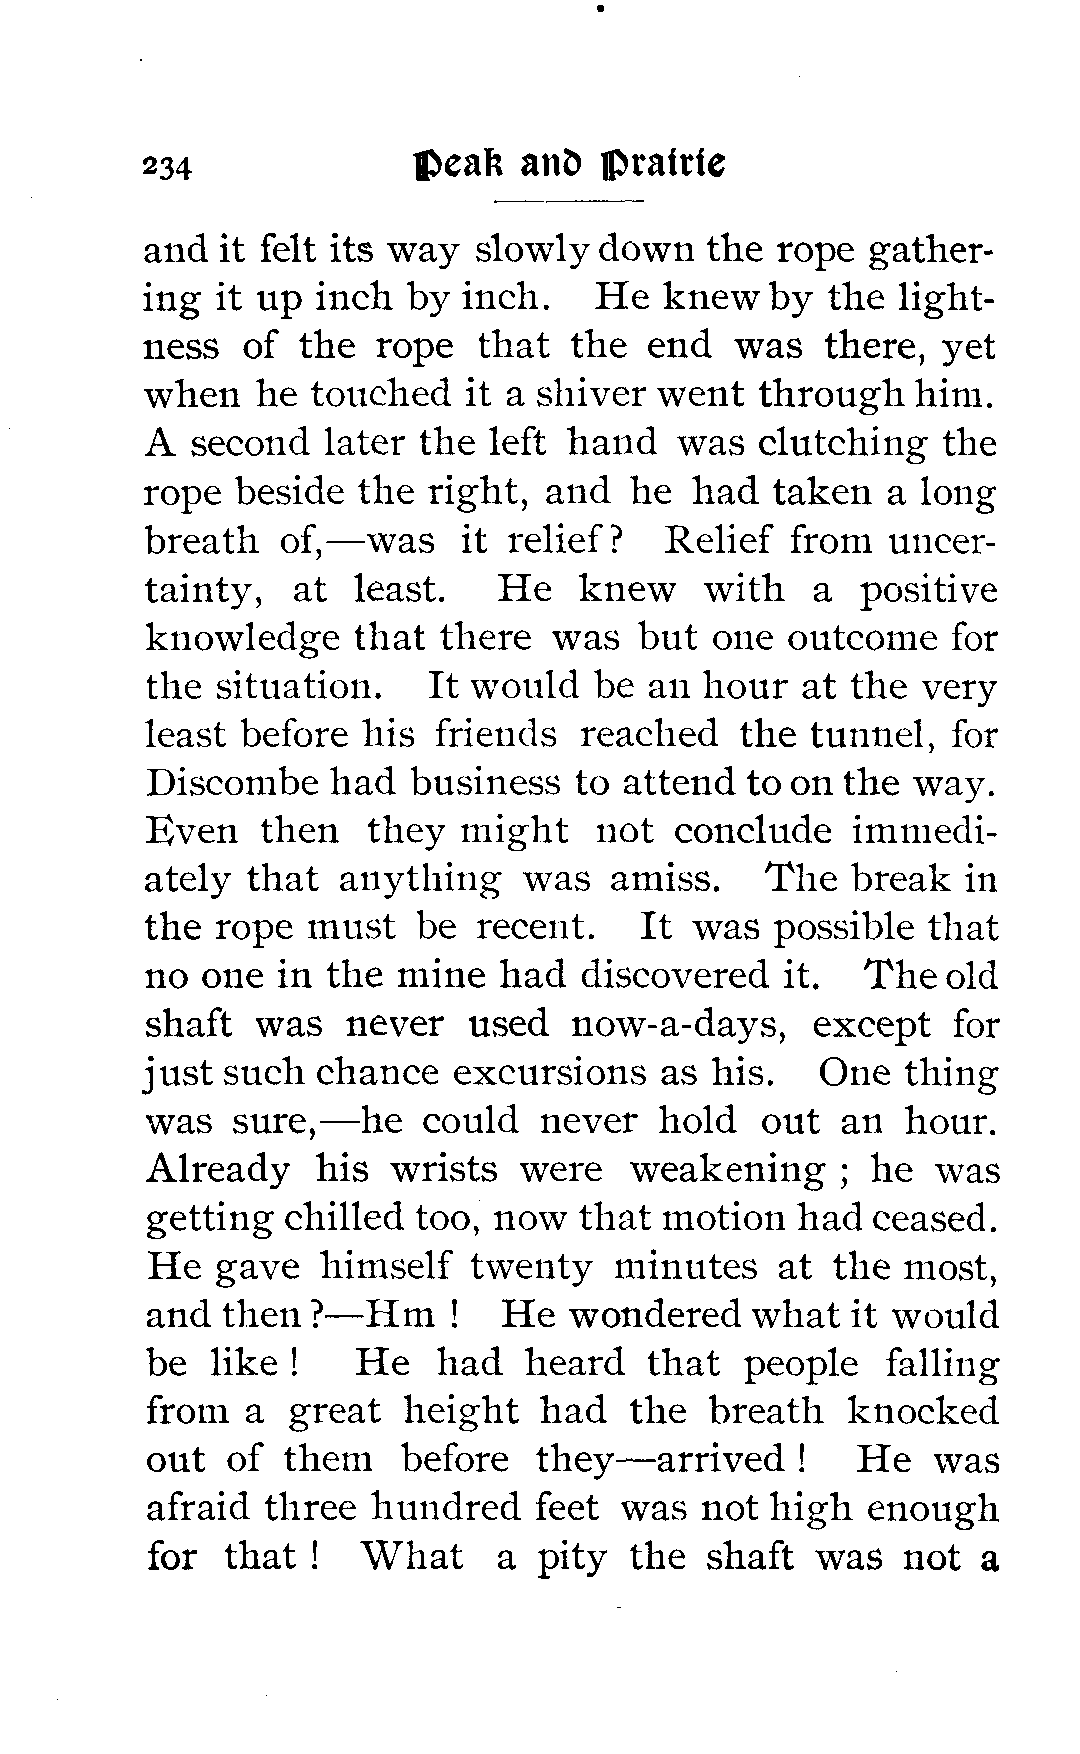 234 Peak and Prairie
and it felt its way slowly down the rope gather-
ing it up inch by inch. He knew by the light-
ness of the rope that the end was there, yet
when he touched it a shiver went through him.
A second later the left hand was clutching the
rope beside the right, and he had taken a long
breath of,—was it relief? Relief from uncer-
tainty, at least. He knew with a positive
knowledge that there was but one outcome for
the situation. It would be an hour at the very
least before his friends reached the tunnel, for
Discombe had business to attend to on the way.
Even then they might not conclude immedi-
ately that anything was amiss. The break in
the rope must be recent. It was possible that
no one in the mine had discovered it. The old
shaft was never used now-a-days, except for
just such chance excursions as his. One thing
was sure,—he could never hold out an hour.
Already his wrists were weakening ; he was
getting chilled too, now that motion had ceased.
He gave himself twenty minutes at the most,
and then ?—Hm ! He wondered what it would
be like ! He had heard that people falling
from a great height had the breath knocked
out of them before they—arrived ! He was
afraid three hundred feet was not high enough
for that ! What a pity the shaft was not a